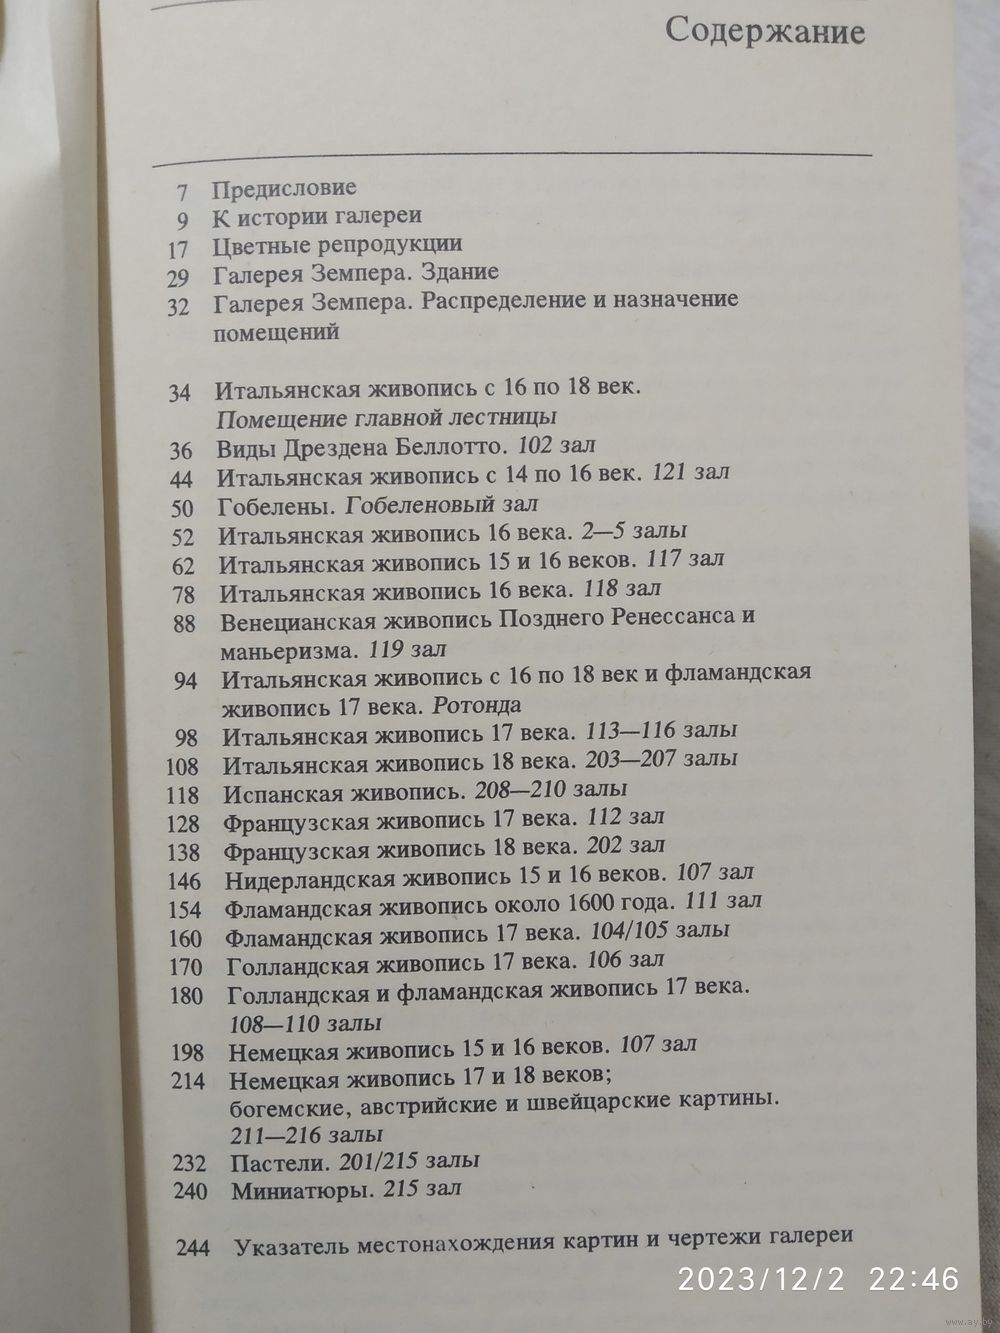 Содержание
7 Предисловие
9 К истории галереи
17 Цветные репродукции
29 Галерея Земпера. Здание
32 Галерея Земпера. Распределение и назначение
помещений
34 Итальянская живопись с 16 по 18 век.
Помещение главной лестницы
36 Виды Дрездена Беллотто. 102 зал
44 Итальянская живопись с 14 по 16 век. 121 зал
50 Гобелены. Гобеленовый зал
52 Итальянская живопись 16 века. 2—5 залы
62 Итальянская живопись 15 и 16 веков. 117 зал
78 Итальянская живопись 16 века. 118 зал
88 Венецианская живопись Позднего Ренессанса и
маньеризма. 119 зал
94 Итальянская живопись с 16 по 18 век и фламандская
живопись 17 века. Ротонда
98 Итальянская живопись 17 века. 113—116 залы
108 Итальянская живопись 18 века. 203—207 залы
118 Испанская живопись. 208—210 залы
128 Французская живопись 17 века. 112 зал
138 Французская живопись 18 века. 202 зал
146 Нидерландская живопись 15 и 16 веков. 107 зал
154 Фламандская живопись около 1600 года. 111 зал
160 Фламандская живопись 17 века. 104/105 залы
170 Голландская живопись 17 века. 106 зал
180 Голландская и фламандская живопись 17 века.
108—110 залы
198 Немецкая живопись 15 и 16 веков. 107 зал
214 Немецкая живопись 17 и 18 веков;
богемские, австрийские и швейцарские картины.
211—216 залы
232 Пастели. 201/215 залы
240 Миниатюры. 215 зал
244 Указатель местонахождения картин и чертежи галереи
2023/12/2 22:46
www.ay.by